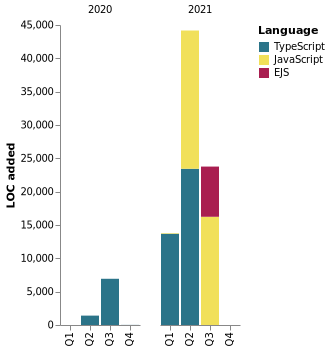 2020
2021
Language
TypeScript
JavaScript
EJS
LOC added
45,000
40,000
35,000
30,000
25,000
20,000
15,000
10,000
5,000
0
Q1
Q2
Q3
Q4
Q1
Q2
Q3
Q4